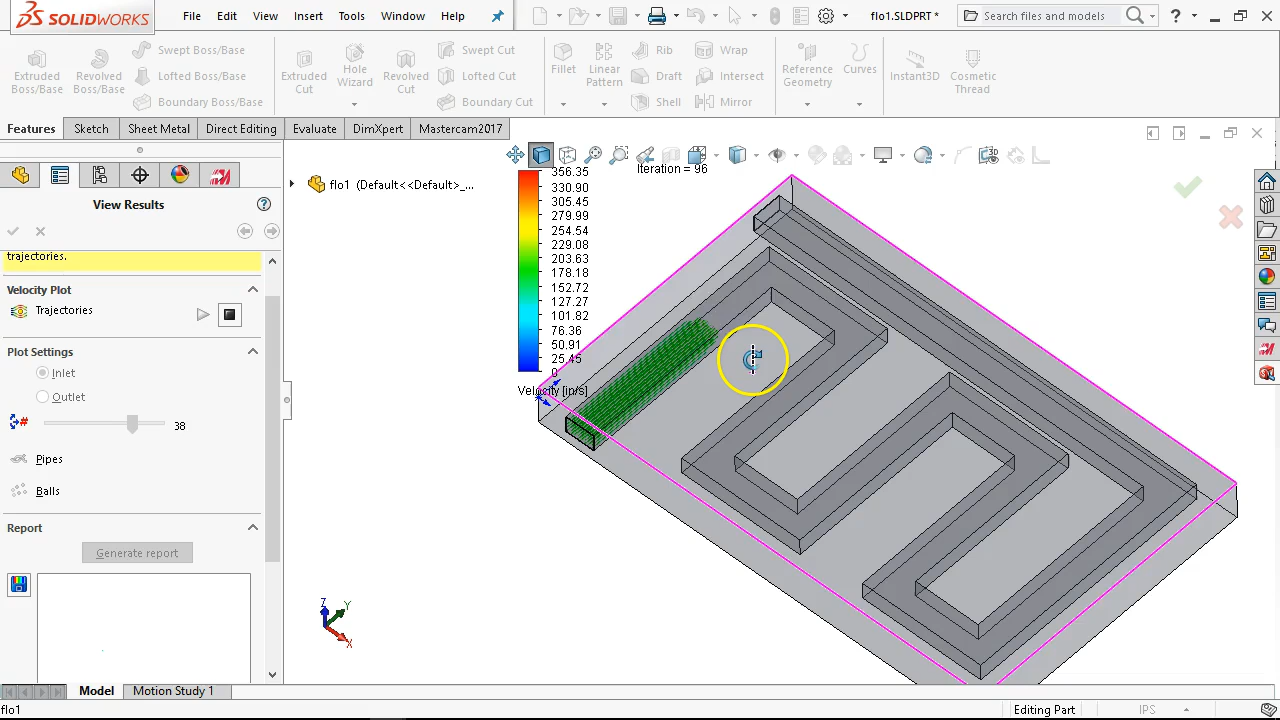 SOLIDWORKS
File Edit View Insert Tools Window Help
flo1.SLDPRT *
Search files and models
?
Extruded Boss/Base
Revolved Boss/Base
Swept Boss/Base
Lofted Boss/Base
Boundary Boss/Base
Extruded Cut
Hole Wizard
Revolved Cut
Swept Cut
Lofted Cut
Boundary Cut
Fillet
Linear Pattern
Rib
Draft
Shell
Wrap
Intersect
Mirror
Reference Geometry
Curves
Instant3D
Cosmetic Thread
Features Sketch Sheet Metal Direct Editing Evaluate DimXpert Mastercam2017
View Results
trajectories.
Velocity Plot
Trajectories
Plot Settings
Inlet
Outlet
38
Pipes
Balls
Report
Generate report
flo1 (Default<<Default>_...
Iteration = 96
356.35
330.90
305.45
279.99
254.54
229.08
203.63
178.18
152.72
127.27
101.82
76.36
50.91
25.45
0
Velocity [in/s]
Z
Y
X
Model Motion Study 1
flo1
Editing Part
IPS